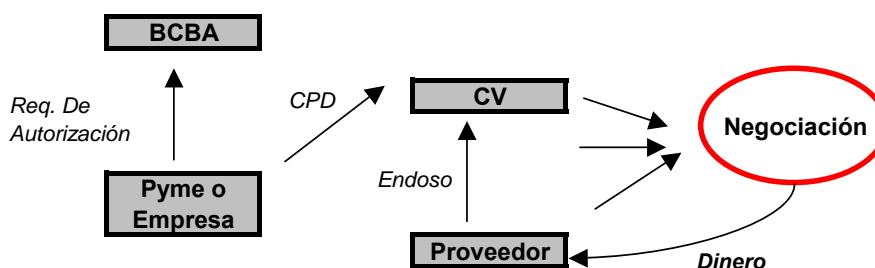 BCBA
Req. De
Autorización
CPD
CV
Negociación
Pyme o
Empresa
Endoso
Proveedor
Dinero